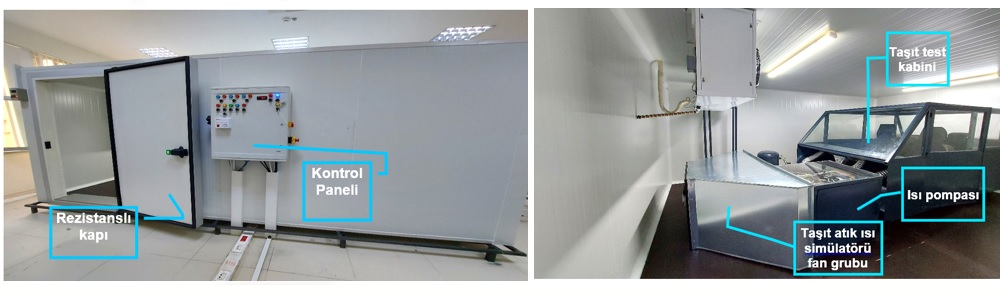 Rezistanslı
kapı
Kontrol
Paneli
Taşıt test
kabini
Isı pompası
Taşıt atık ısı
simülatörü
fan grubu